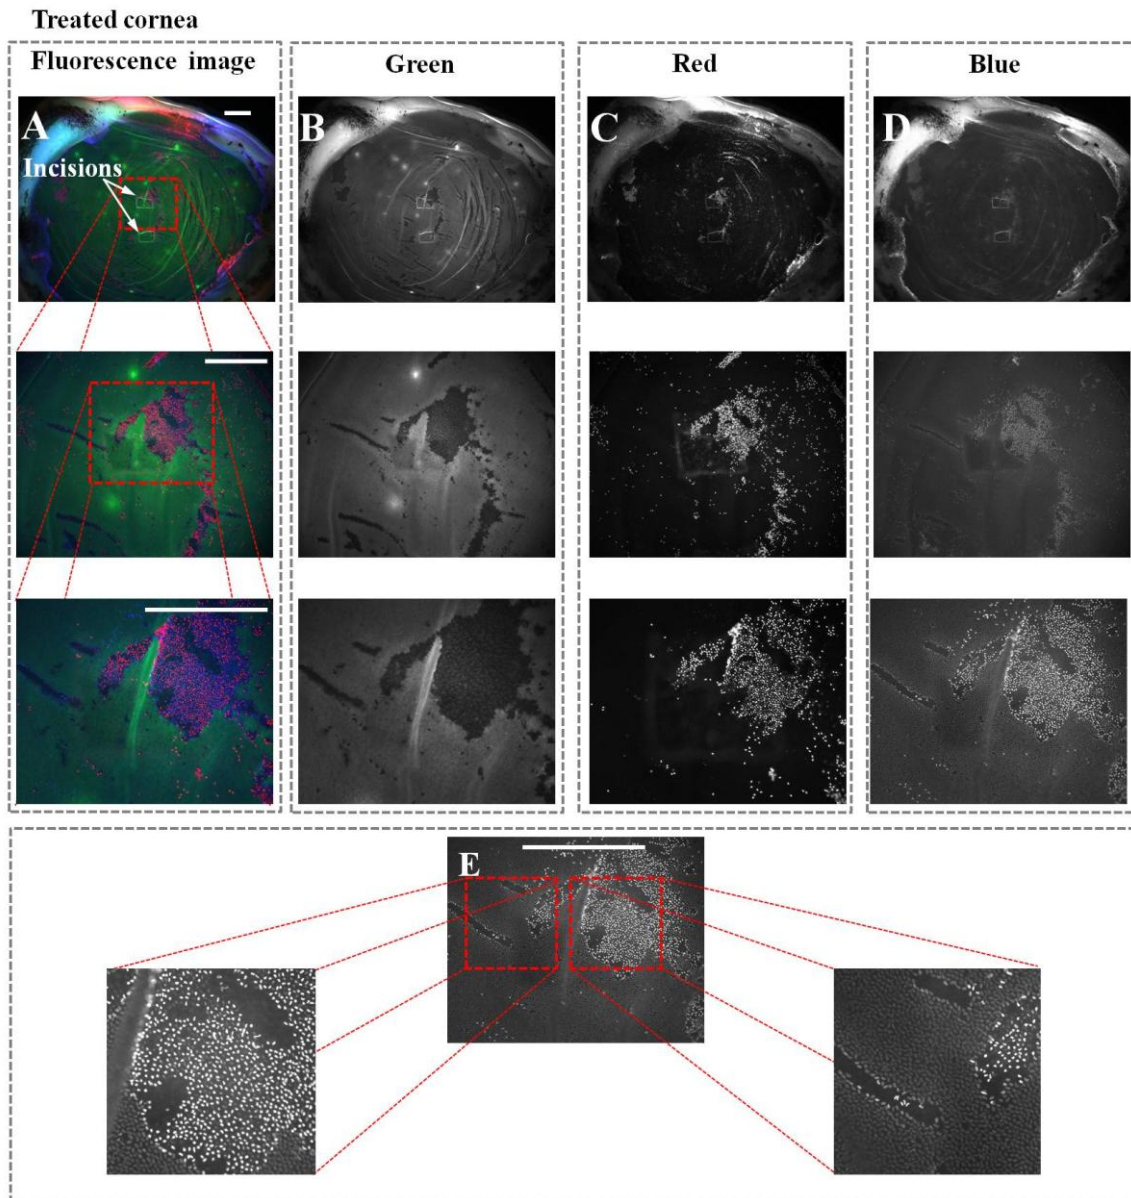 Treated cornea
Fluorescence image
Green
Red
Blue
A
B
C
D
Incisions
E